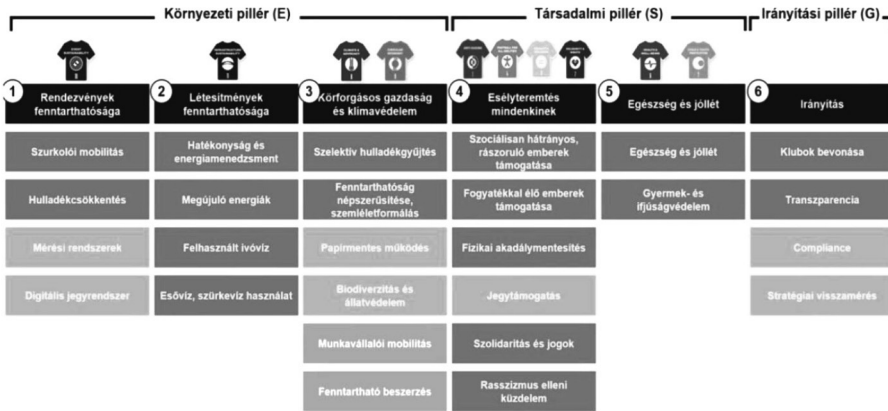 Környezeti pillér (E)
Társadalmi pillér (S)
Irányítási pillér (G)
1
Rendezvények
fenntarthatósága
Szurkolói mobilitás
Hulladékcsökkentés
Mérési rendszerek
Digitális jegyrendszer
2
Létesítmények
fenntarthatósága
Hatékonyság és
energiamenedzsment
Megújuló energiák
Felhasznált ivóvíz
Esővíz, szürkevíz használat
3
Körforgásos gazdaság
és klímavédelem
Szelektív hulladékgyűjtés
Fenntarthatóság
népszerűsítése,
szemléletformálás
Papírmentes működés
Biodiverzitás és
állatvédelem
Munkavállalói mobilitás
Fenntartható beszerzés
4
Esélyteremtés
mindenkinek
Szociálisan hátrányos,
rászoruló emberek
támogatása
Fogyatékkal élő emberek
támogatása
Fizikai akadálymentesítés
Jegytámogatás
Szolidaritás és jogok
Rasszizmus elleni
küzdelem
5
Egészség és jóllét
Egészség és jóllét
Gyermek- és
ifjúságvédelem
6
Irányítás
Klubok bevonása
Transzparencia
Compliance
Stratégiai visszamérés